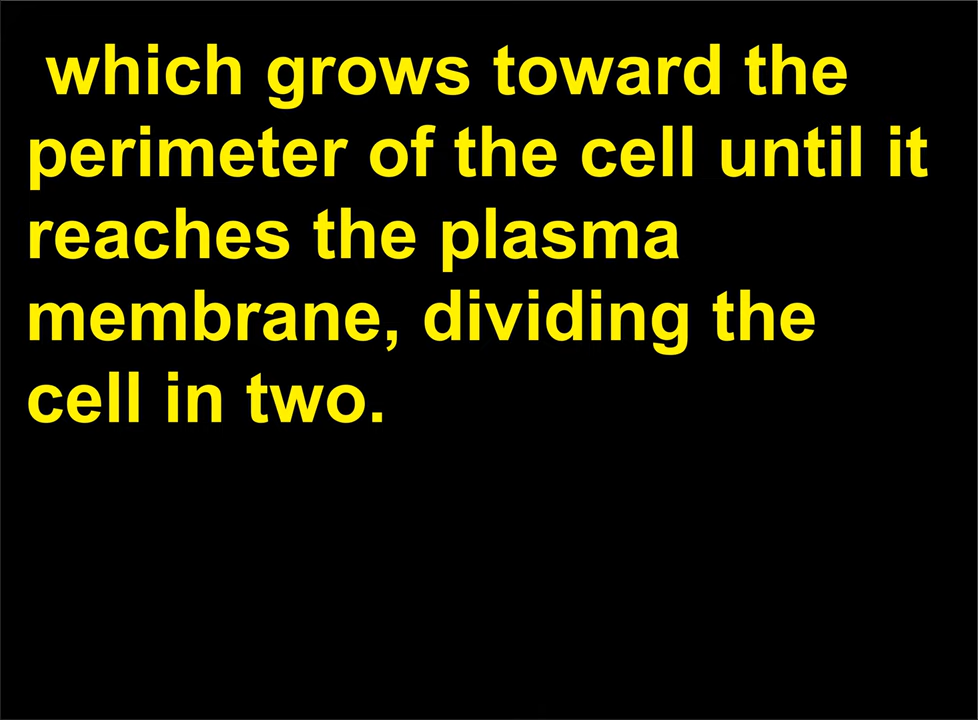 which grows toward the
perimeter of the cell until it
reaches the plasma
membrane, dividing the
cell in two.